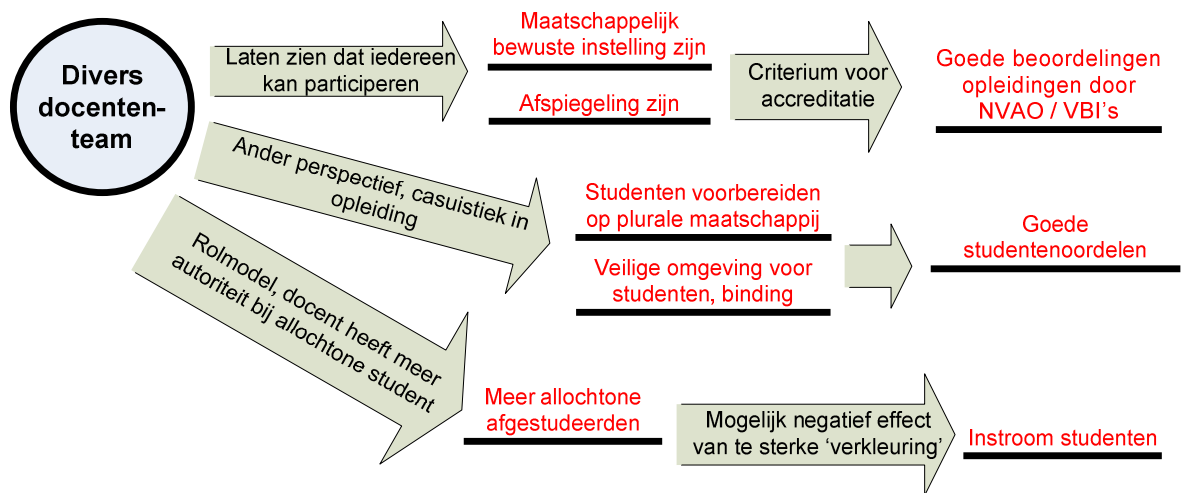 Divers
docenten-
team
Laten zien dat iedereen
kan participeren
Maatschappelijk
bewuste instelling zijn
Afspiegeling zijn
Criterium voor
accreditatie
Goede beoordelingen
opleidingen door
NVAO / VBI’s
Ander perspectief, casuistiek in
opleiding
Studenten voorbereiden
op plurale maatschappij
Veilige omgeving voor
studenten, binding
Goede
studentenoordelen
Rolmodel, docent heeft meer
autoriteit bij allochtone student
Meer allochtone
afgestudeerden
Mogelijk negatief effect
van te sterke ‘verkleuring’
Instroom studenten